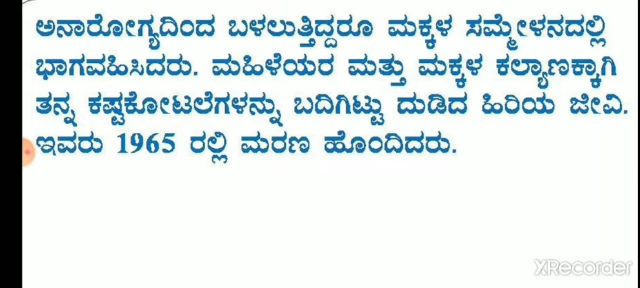 ಅನಾರೋಗ್ಯದಿಂದ ಬಳಲುತ್ತಿದ್ದರೂ ಮಕ್ಕಳ ಸಮ್ಮೇಳನದಲ್ಲಿ
ಭಾಗವಹಿಸಿದರು. ಮಹಿಳೆಯರ ಮತ್ತು ಮಕ್ಕಳ ಕಲ್ಯಾಣಕ್ಕಾಗಿ
ತನ್ನ ಕಷ್ಟಕೋಟಲೆಗಳನ್ನು ಬದಿಗಿಟ್ಟು ದುಡಿದ ಹಿರಿಯ ಜೀವಿ.
ಇವರು 1965 ರಲ್ಲಿ ಮರಣ ಹೊಂದಿದರು.
XRecorder